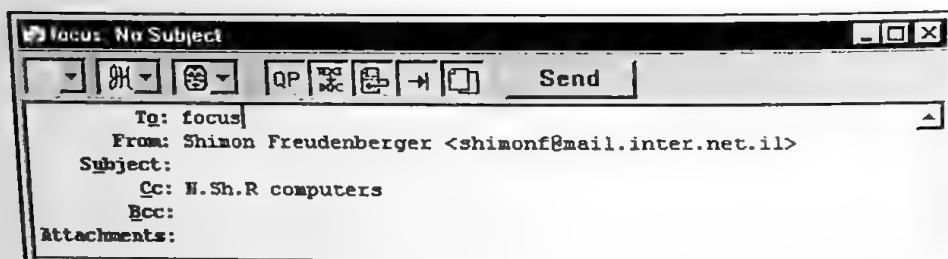 focus, No Subject
QP Send
To: focus
From: Shimon Freudenberger <shimonf@mail.inter.net.il>
Subject:
Cc: N.Sh.R computers
Bcc:
Attachments: